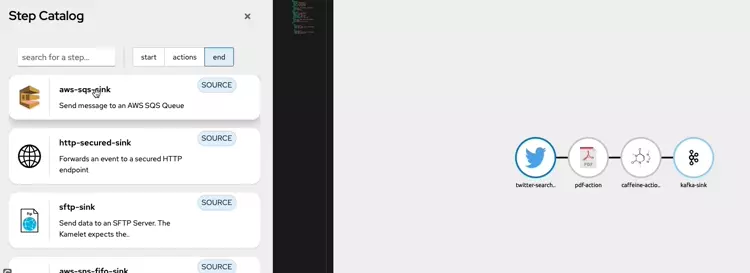 Step Catalog
search for a step...
start
actions
end
aws-sqs-sink
SOURCE
Send message to an AWS SQS Queue
http-secured-sink
SOURCE
Forwards an event to a secured HTTP
endpoint
sftp-sink
SOURCE
Send data to an SFTP Server. The
Kamelet expects the..
aws-sns-fifo-sink
SOURCE
PDF
twitter-search..
pdf-action
caffeine-actio..
kafka-sink